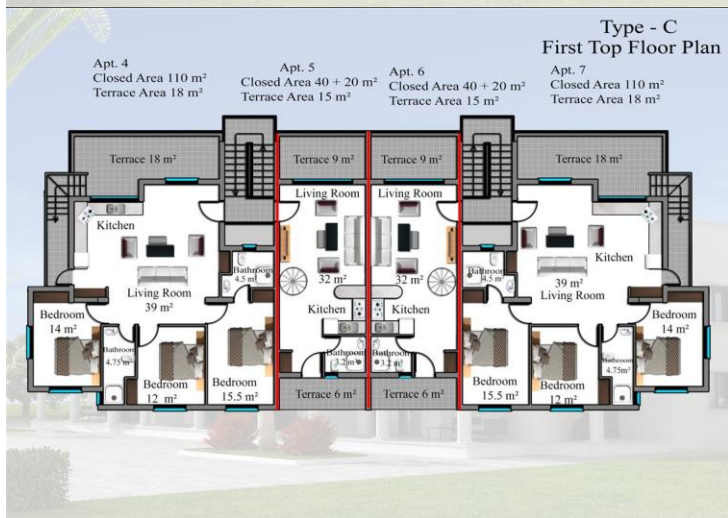 Type - C
First Top Floor Plan
Apt. 4
Closed Area 110 m²
Terrace Area 18 m²
Apt. 5
Closed Area 40 + 20 m²
Terrace Area 15 m²
Apt. 6
Closed Area 40 + 20 m²
Terrace Area 15 m²
Apt. 7
Closed Area 110 m²
Terrace Area 18 m²
Terrace 18 m²
Terrace 9 m²
Terrace 9 m²
Terrace 18 m²
Kitchen
Living Room
39 m²
Bathroom
4.5 m²
Bedroom
14 m²
Bathroom
4.75 m²
Bedroom
12 m²
Bedroom
15.5 m²
Living Room
32 m²
Kitchen
Bathroom
3.2 m²
Terrace 6 m²
Living Room
32 m²
Kitchen
Bathroom
3.2 m²
Terrace 6 m²
Kitchen
39 m²
Living Room
Bathroom
4.5 m²
Bedroom
15.5 m²
Bedroom
12 m²
Bathroom
4.75m²
Bedroom
14 m²